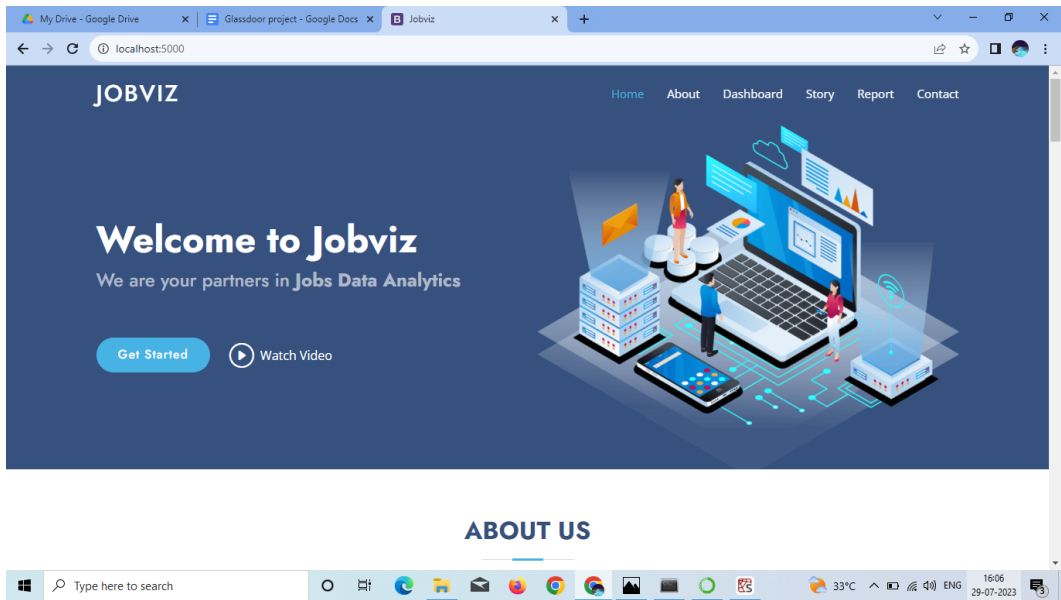 My Drive - Google Drive
Glassdoor project - Google Docs
B Jobviz
localhost:5000
JOBVIZ
Home About Dashboard Story Report Contact
Welcome to Jobviz
We are your partners in Jobs Data Analytics
Get Started
Watch Video
ABOUT US
Type here to search
33°C
ENG
16:06
29-07-2023
3